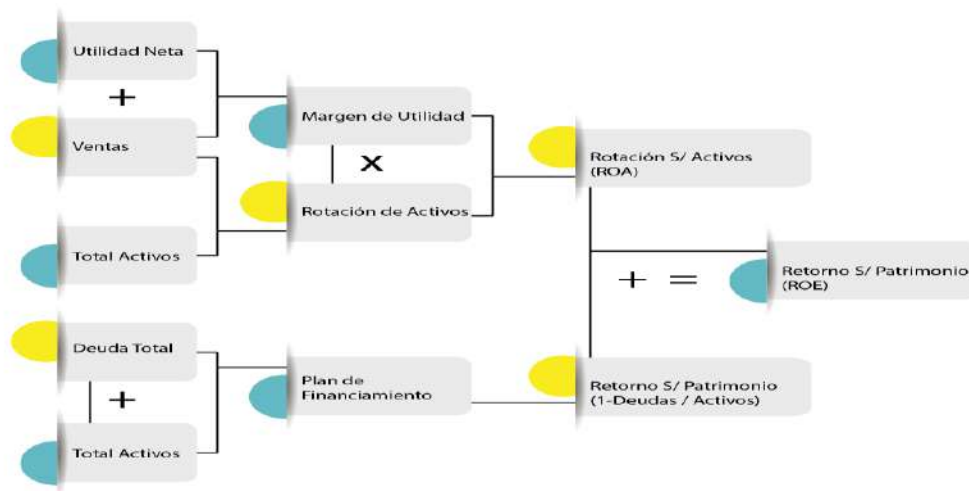 Utilidad Neta
+
Ventas
Total Activos
Margen de Utilidad
x
Rotación de Activos
Rotación S/ Activos
(ROA)
+ =
Retorno S/ Patrimonio
(ROE)
Deuda Total
+
Total Activos
Plan de
Financiamiento
Retorno S/ Patrimonio
(1-Deudas / Activos)